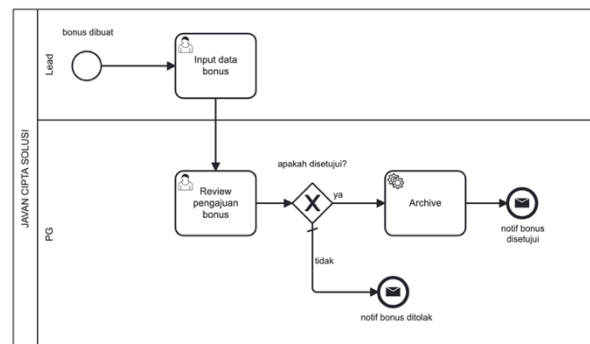 JAVAN CIPTA SOLUSI
Lead
bonus dibuat
Input data
bonus
PG
Review
pengajuan
bonus
apakah disetujui?
X
ya
tidak
Archive
notif bonus
disetujui
notif bonus ditolak